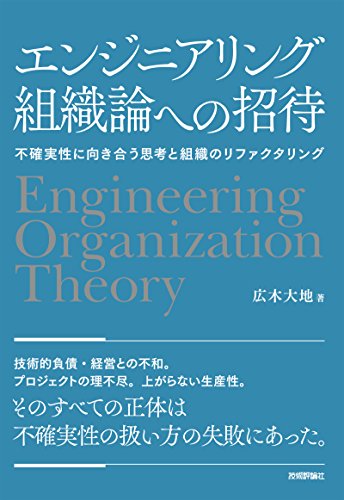 エンジニアリング
組織論への招待
不確実性に向き合う思考と組織のリファクタリング
Engineering
Organization
Theory
広木大地 著
技術的負債・経営との不和。
プロジェクトの理不尽。上がらない生産性。
そのすべての正体は
不確実性の扱い方の失敗にあった。
技術評論社